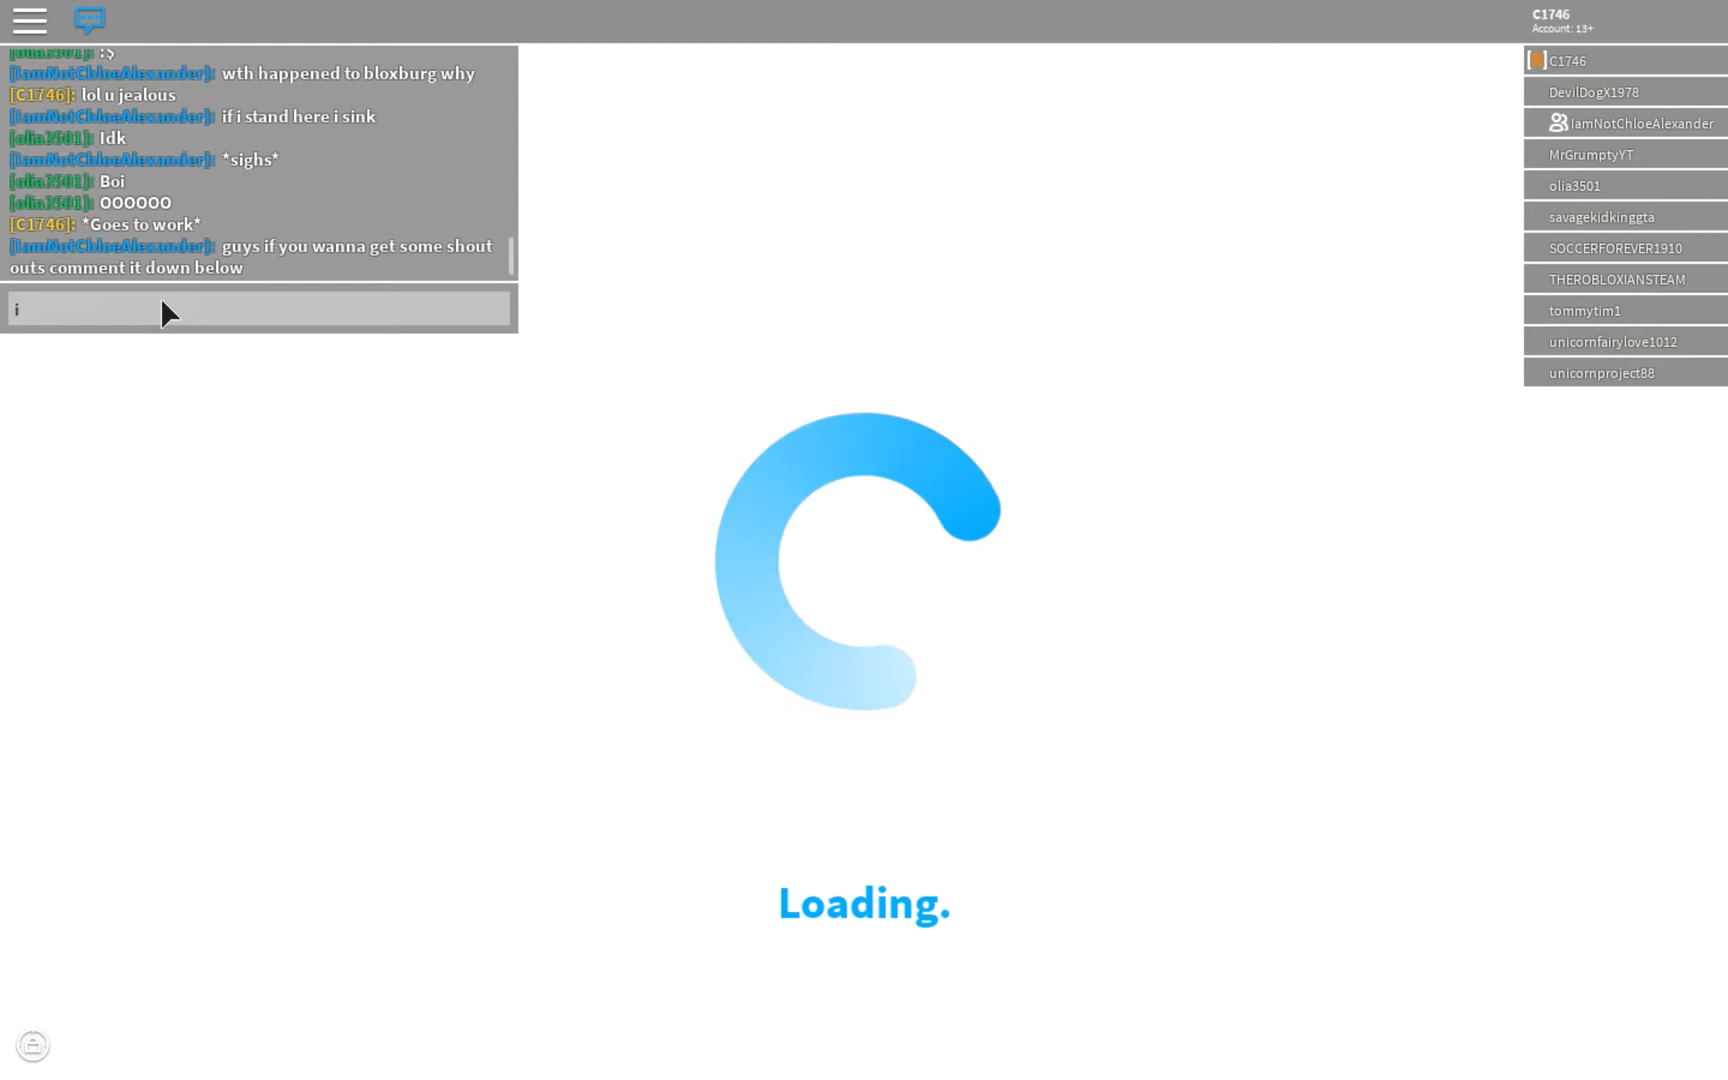 C1746
Account: 13+
[olia3501]: :$
[IamNotChloeAlexander]: wth happened to bloxburg why
[C1746]: lol u jealous
[IamNotChloeAlexander]: if i stand here i sink
[olia3501]: Idk
[IamNotChloeAlexander]: *sighs*
[olia3501]: Boi
[olia3501]: OOOOOO
[C1746]: *Goes to work*
[IamNotChloeAlexander]: guys if you wanna get some shout
outs comment it down below
i
C1746
DevilDogX1978
IamNotChloeAlexander
MrGrumptyYT
olia3501
savagekidkinggta
SOCCERFOREVER1910
THEROBLOXIANSTEAM
tommytim1
unicornfairylove1012
unicornproject88
Loading.